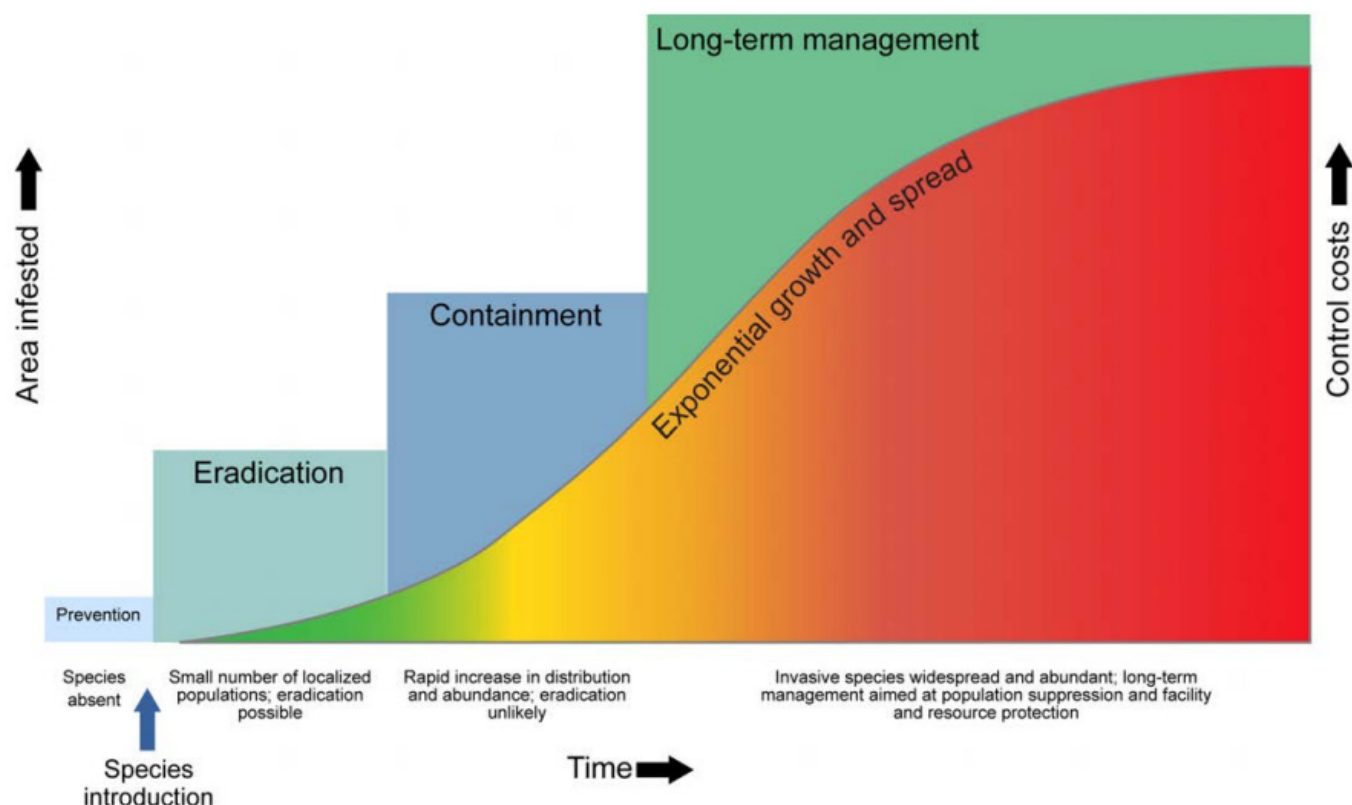 Long-term management
Area infested
Control costs
Exponential growth and spread
Containment
Eradication
Prevention
Species
absent
Small number of localized
populations; eradication
possible
Rapid increase in distribution
and abundance; eradication
unlikely
Invasive species widespread and abundant; long-term
management aimed at population suppression and facility
and resource protection
Species
introduction
Time